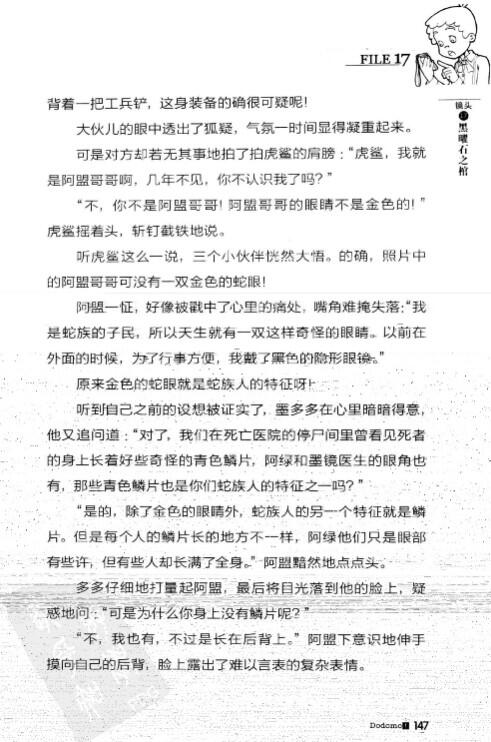 FILE 17
镜头
黑曜石之棺
背着一把工兵铲，这身装备的确很可疑呢！
大伙儿的眼中透出了狐疑，气氛一时间显得凝重起来。
可是对方却若无其事地拍了拍虎鲨的肩膀：“虎鲨，我就
是阿盟哥哥啊，几年不见，你不认识我了吗？”
“不，你不是阿盟哥哥！阿盟哥哥的眼睛不是金色的！”
虎鲨摇着头，斩钉截铁地说。
听虎鲨这么一说，三个小伙伴恍然大悟。的确，照片中
的阿盟哥哥可没有一双金色的蛇眼！
阿盟一怔，好像被戳中了心里的痛处，嘴角难掩失落：“我
是蛇族的子民，所以天生就有一双这样奇怪的眼睛。以前在
外面的时候，为了行事方便，我戴了黑色的隐形眼镜。”
原来金色的蛇眼就是蛇族人的特征呀！
听到自己之前的设想被证实了，墨多多在心里暗暗得意，
他又追问道：“对了，我们在死亡医院的停尸间里曾看见死者
的身上长着好些奇怪的青色鳞片，阿绿和墨镜医生的眼角也
有，那些青色鳞片也是你们蛇族人的特征之一吗？”
“是的，除了金色的眼睛外，蛇族人的另一个特征就是鳞
片。但是每个人的鳞片长的地方不一样，阿绿他们只是眼部
有些许，但有些人却长满了全身。”阿盟黯然地点点头。
多多仔细地打量起阿盟，最后将目光落到他的脸上，疑
惑地问：“可是为什么你身上没有鳞片呢？”
“不，我也有，不过是长在后背上。”阿盟下意识地伸手
摸向自己的后背，脸上露出了难以言表的复杂表情。
Dodomo 147